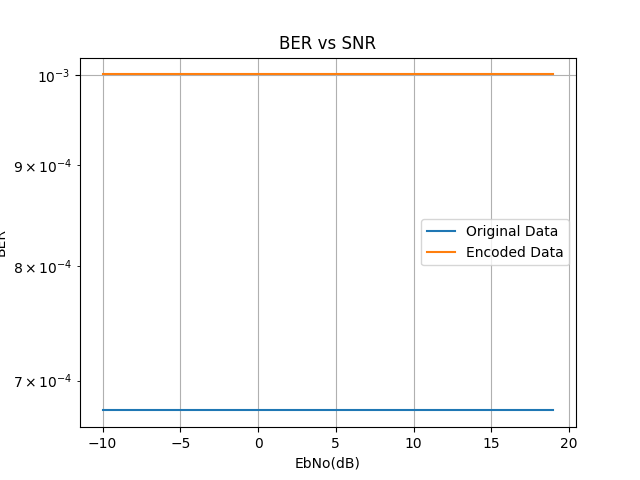 BER vs SNR
10⁻³
9 × 10⁻⁴
8 × 10⁻⁴
7 × 10⁻⁴
BER
Original Data
Encoded Data
−10 −5 0 5 10 15 20
EbNo(dB)